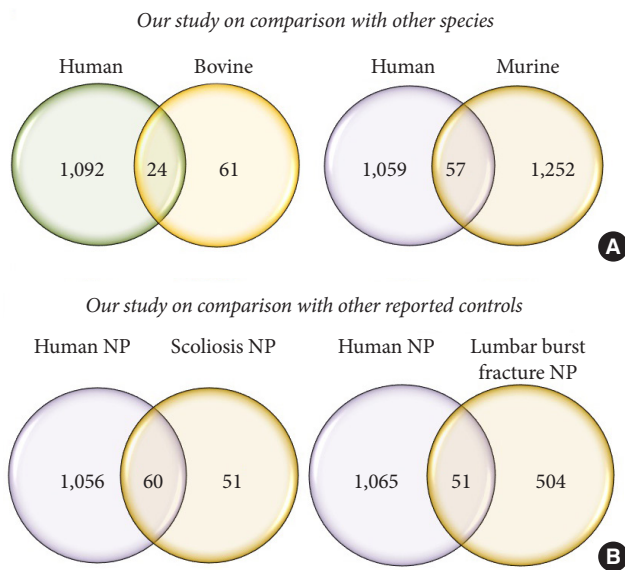 Our study on comparison with other species
Human
Bovine
Human
Murine
1,092
24
61
1,059
57
1,252
A
Our study on comparison with other reported controls
Human NP
Scoliosis NP
Human NP
Lumbar burst
fracture NP
1,056
60
51
1,065
51
504
B